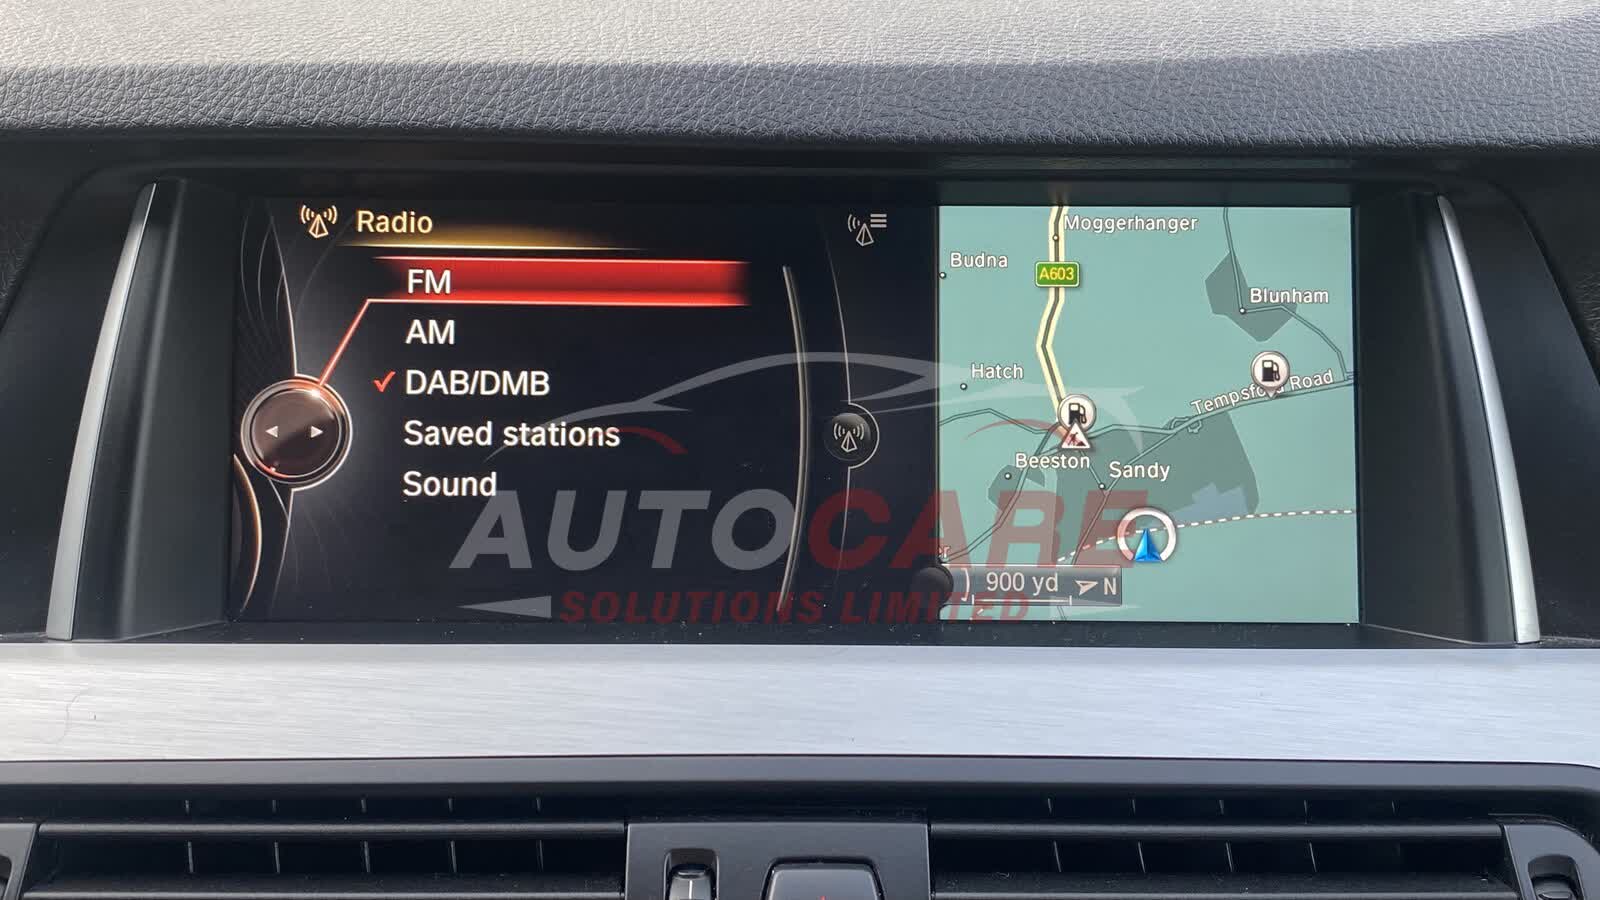 Radio
FM
AM
DAB/DMB
Saved stations
Sound
Moggerhanger
Budna
A603
Blunham
Hatch
Tempsford Road
Beeston
Sandy
900 yd
N
AUTOCARE
SOLUTIONS LIMITED